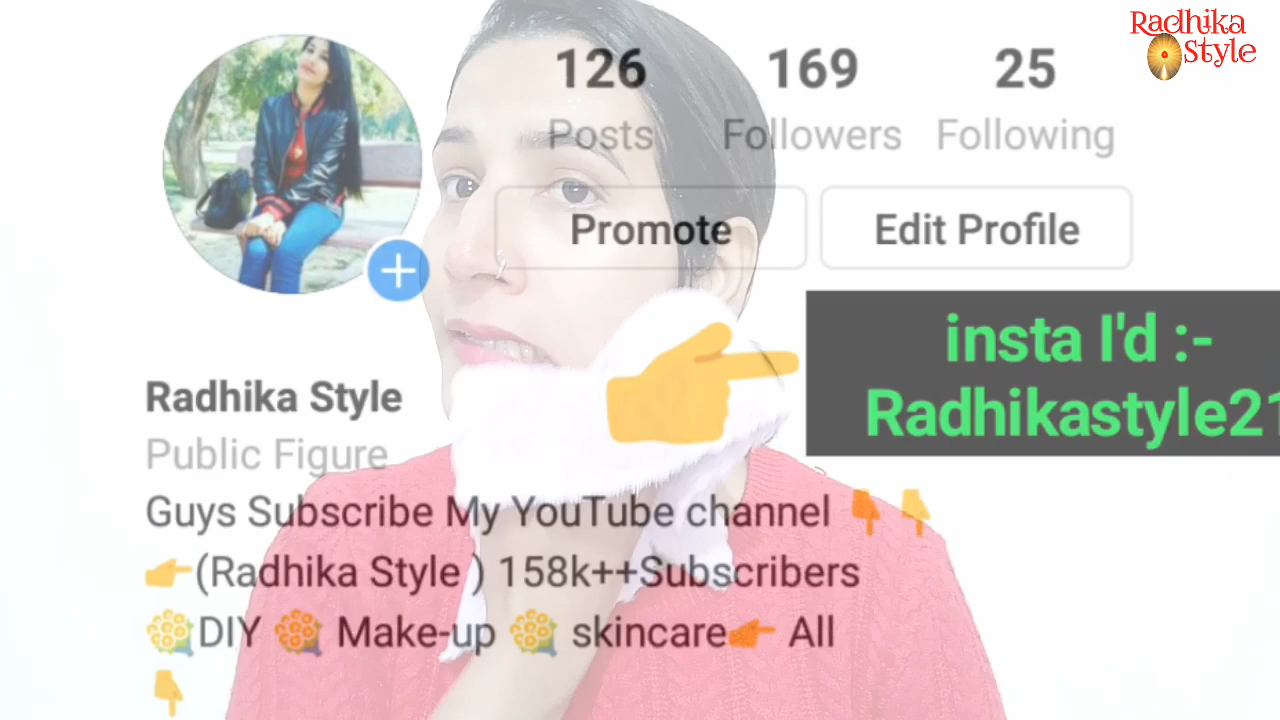 Radhika
Style
126 169 25
Posts Followers Following
Promote Edit Profile
insta I'd :-
Radhikastyle21
Radhika Style
Public Figure
Guys Subscribe My YouTube channel 👇👇
👉(Radhika Style ) 158k++Subscribers
💐DIY 💐 Make-up 💐 skincare👉 All
👇